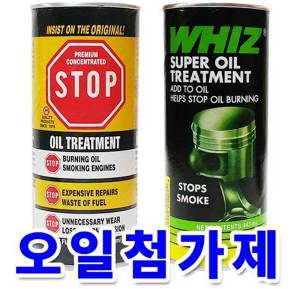 INSIST ON THE ORIGINAL!
PREMIUM
CONCENTRATED
STOP
OIL TREATMENT
STOP
BURNING OIL
SMOKING ENGINES
STOP
EXPENSIVE REPAIRS
WASTE OF FUEL
STOP
UNNECESSARY WEAR
WHIZ
SUPER OIL
TREATMENT
ADD TO OIL
HELPS STOP OIL BURNING
STOPS
SMOKE
오일첨가제